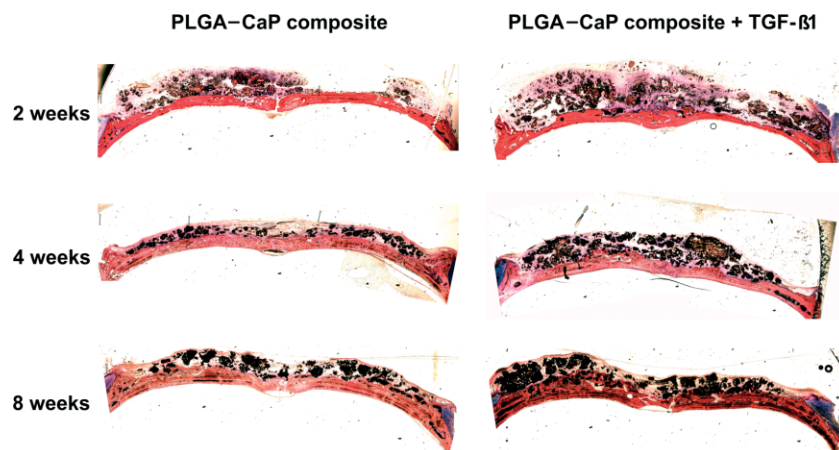 PLGA–CaP composite
PLGA–CaP composite + TGF-ß1
2 weeks
4 weeks
8 weeks